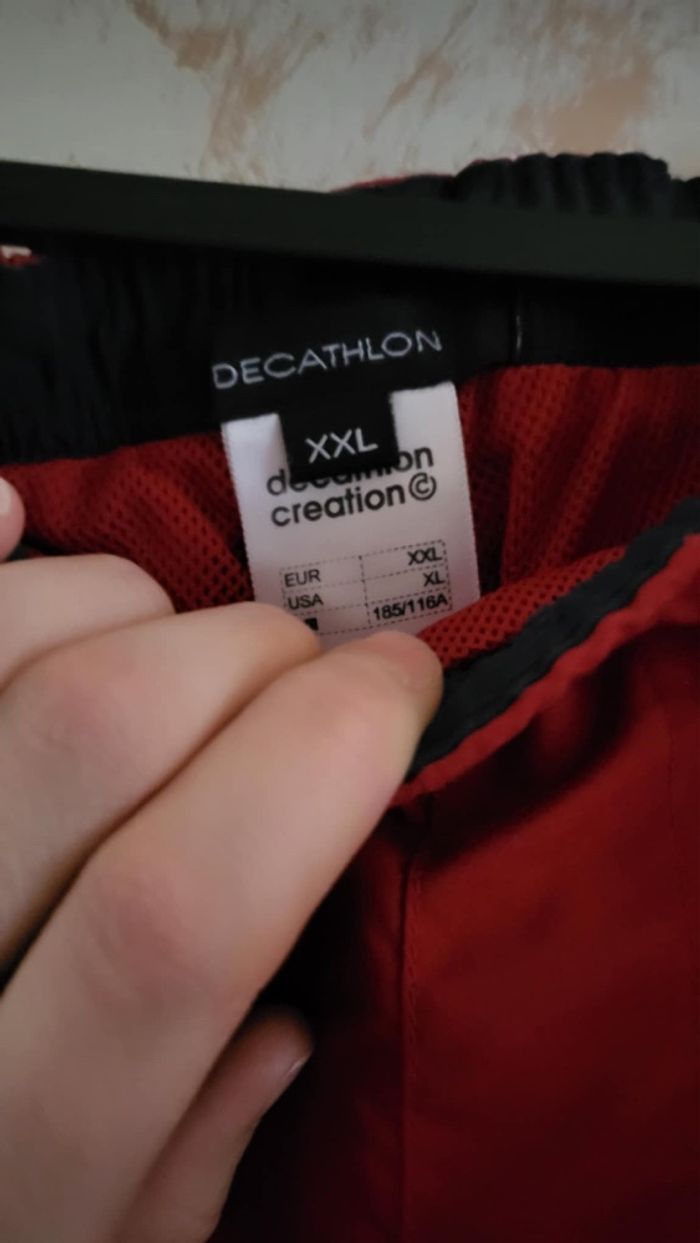 DECATHLON
XXL
decathlon
creation©
EUR XXL
USA XL
185/116A